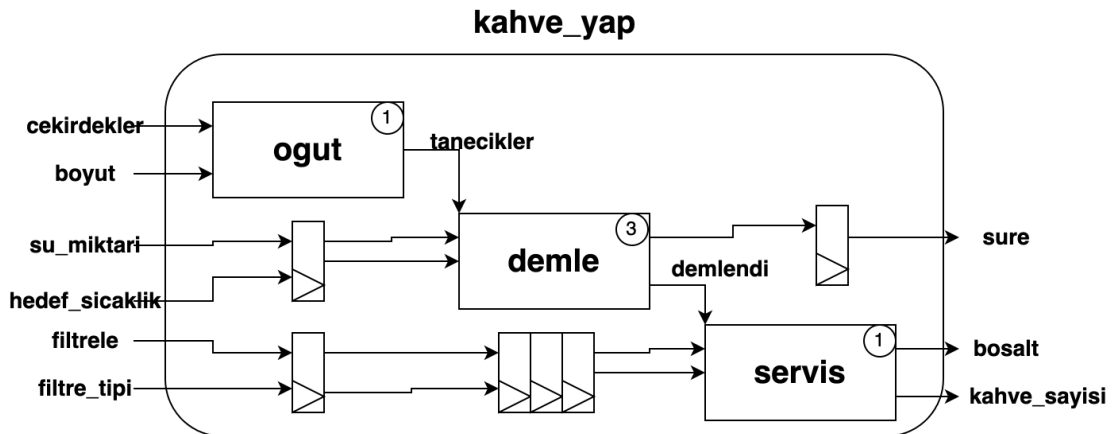 kahve_yap
cekirdekler
boyut
ogut
1
tanecikler
su_miktari
hedef_sicaklik
demle
3
demlendi
sure
filtrele
filtre_tipi
servis
1
bosalt
kahve_sayisi